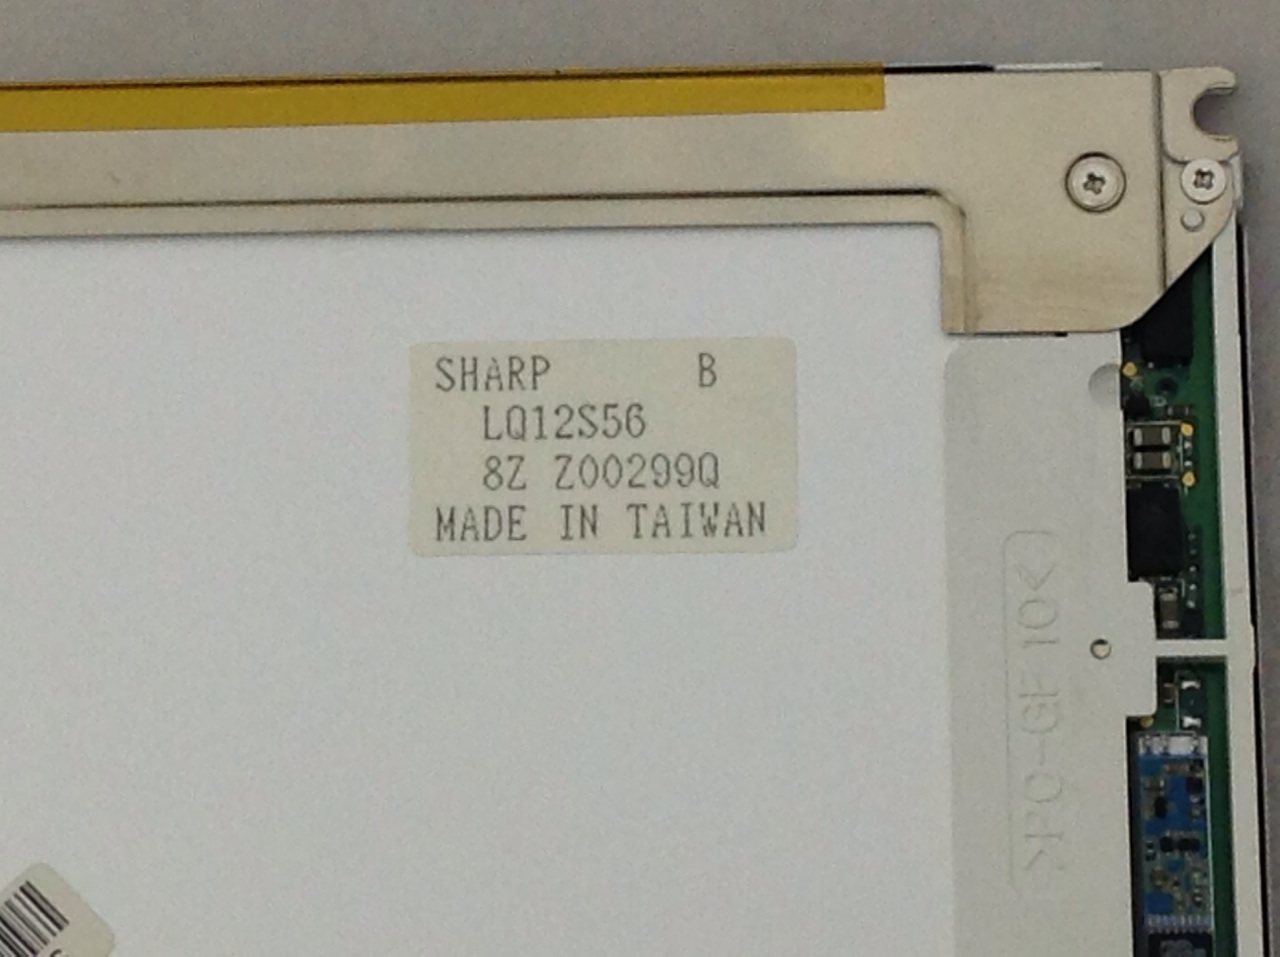 SHARP B
LQ12S56
8Z Z00299Q
MADE IN TAIWAN